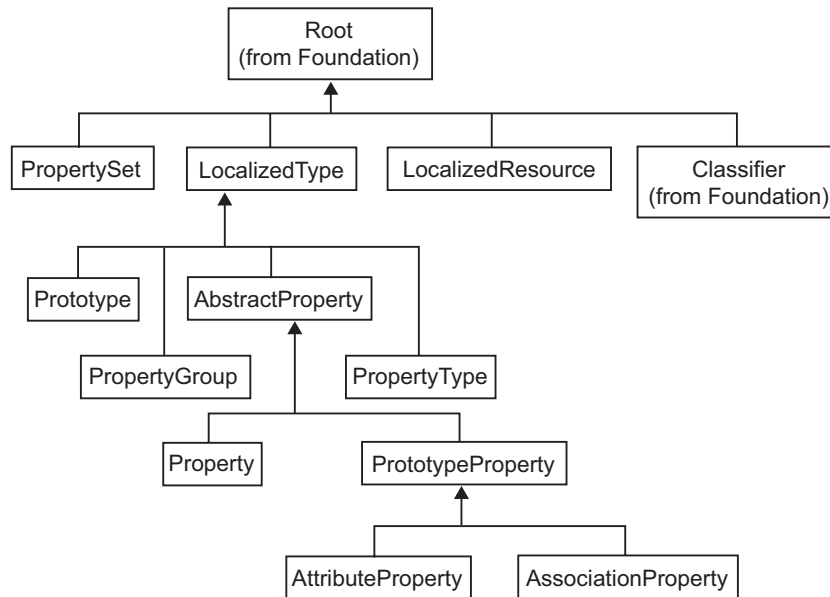 Root
(from Foundation)
PropertySet
LocalizedType
LocalizedResource
Classifier
(from Foundation)
Prototype
AbstractProperty
PropertyGroup
PropertyType
Property
PrototypeProperty
AttributeProperty
AssociationProperty